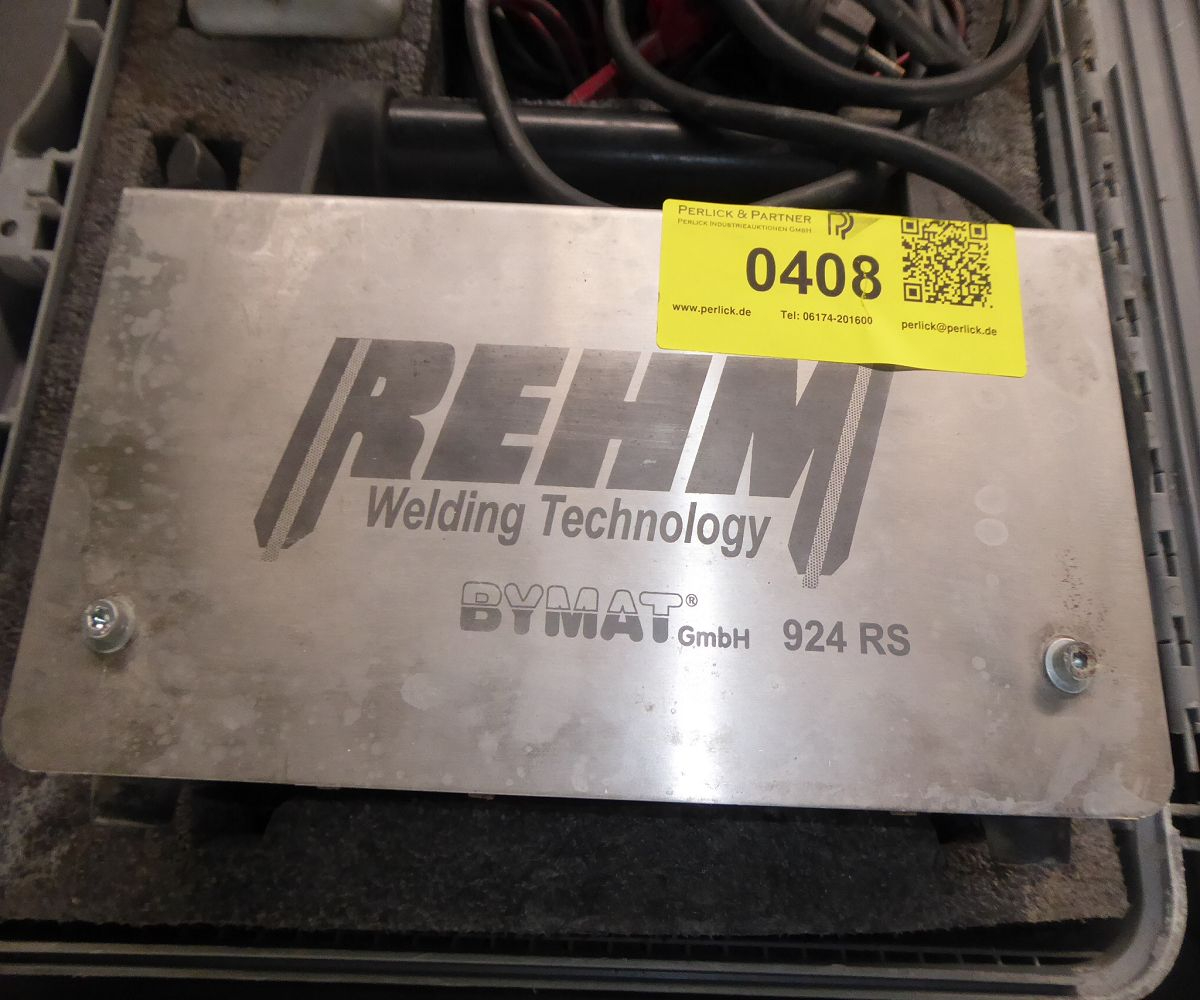 PERLICK & PARTNER
PERLICK INDUSTRIEAUKTIONEN GMBH
0408
www.perlick.de Tel: 06174-201600 perlick@perlick.de
REHM
Welding Technology
BYMAT® GmbH 924 RS